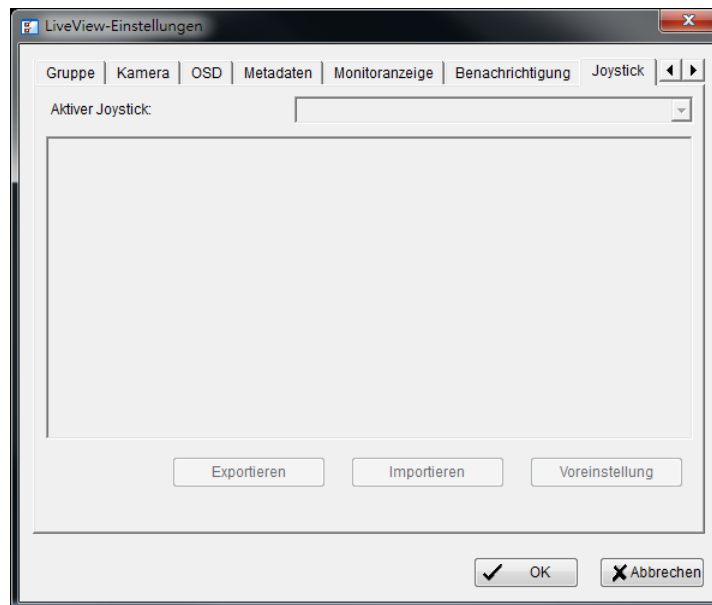 LiveView-Einstellungen
Gruppe Kamera OSD Metadaten Monitoranzeige Benachrichtigung Joystick
Aktiver Joystick:
Exportieren Importieren Voreinstellung
OK Abbrechen